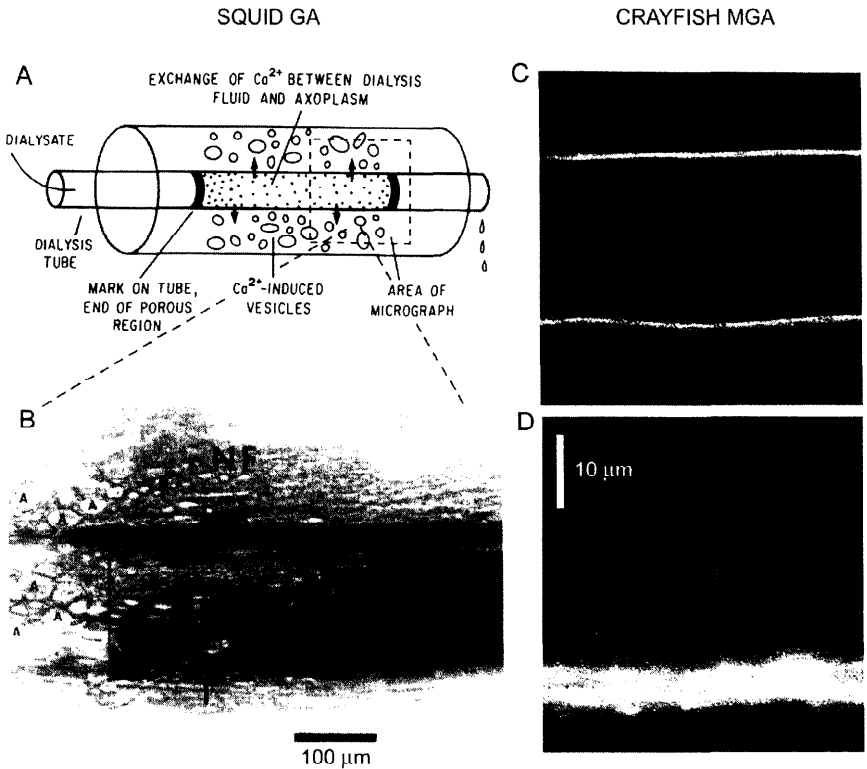 SQUID GA
CRAYFISH MGA
A
EXCHANGE OF Ca2+ BETWEEN DIALYSIS
FLUID AND AXOPLASM
DIALYSATE
DIALYSIS
TUBE
MARK ON TUBE,
END OF POROUS
REGION
Ca2+-INDUCED
VESICLES
AREA OF
MICROGRAPH
B
NF
A
A
A
A
A
A
100 µm
C
D
10 µm